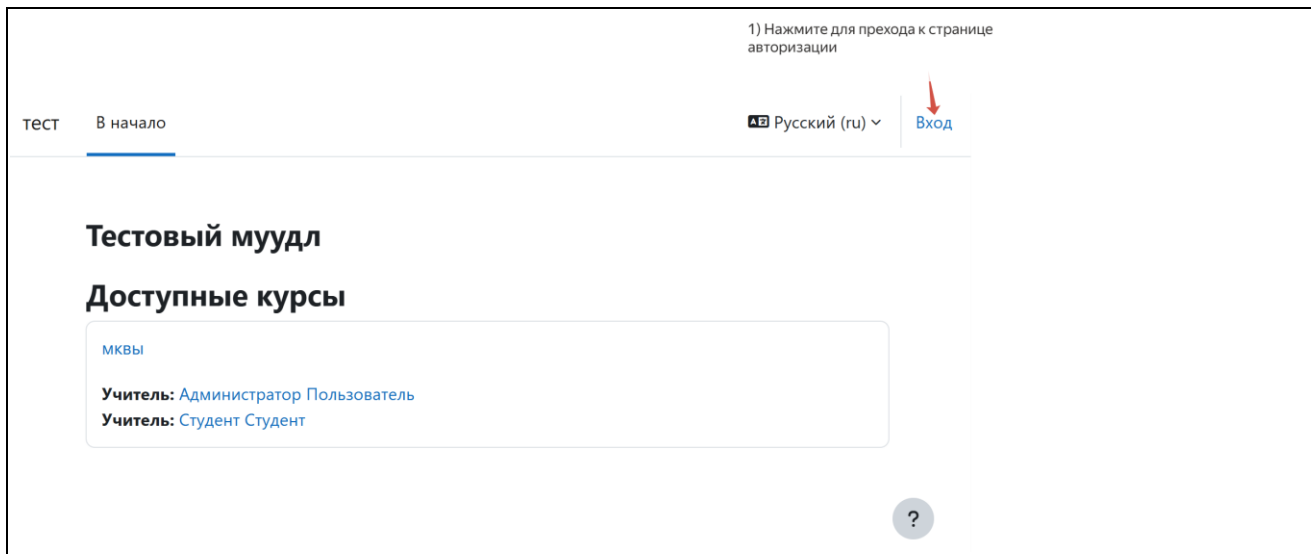 1) Нажмите для прехода к странице
авторизации
тест В начало Русский (ru) Вход
Тестовый муудл
Доступные курсы
мквы
Учитель: Администратор Пользователь
Учитель: Студент Студент
?